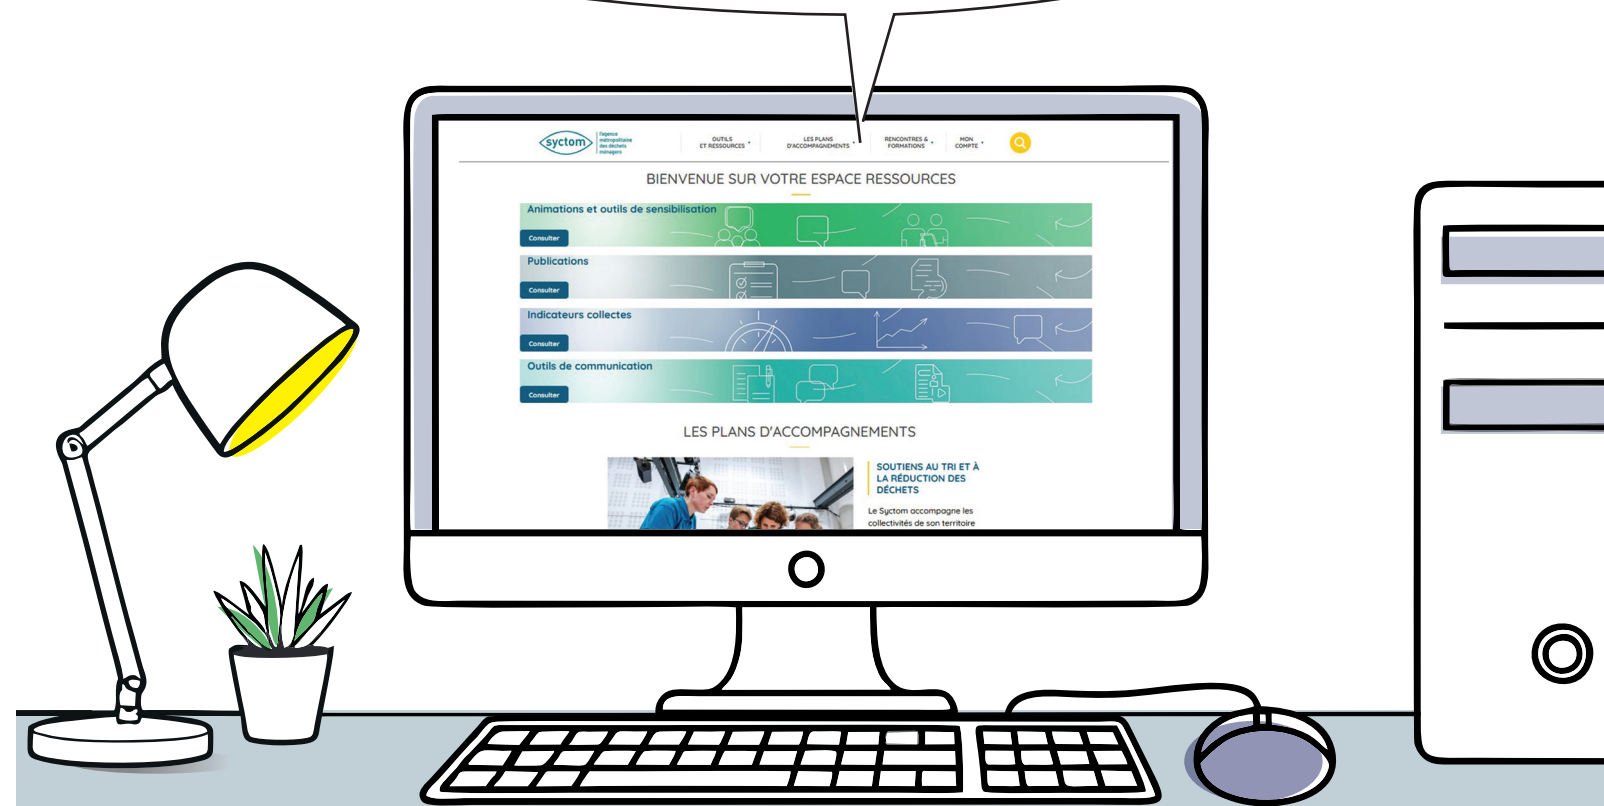 syctom
l'agence
métropolitaine
des déchets
ménagers
OUTILS
ET RESSOURCES
LES PLANS
D'ACCOMPAGNEMENTS
RENCONTRES &
FORMATIONS
MON
COMPTE
BIENVENUE SUR VOTRE ESPACE RESSOURCES
Animations et outils de sensibilisation
Consulter
Publications
Consulter
Indicateurs collectes
Consulter
Outils de communication
Consulter
LES PLANS D'ACCOMPAGNEMENTS
SOUTIENS AU TRI ET À
LA RÉDUCTION DES
DÉCHETS
Le Syctom accompagne les
collectivités de son territoire